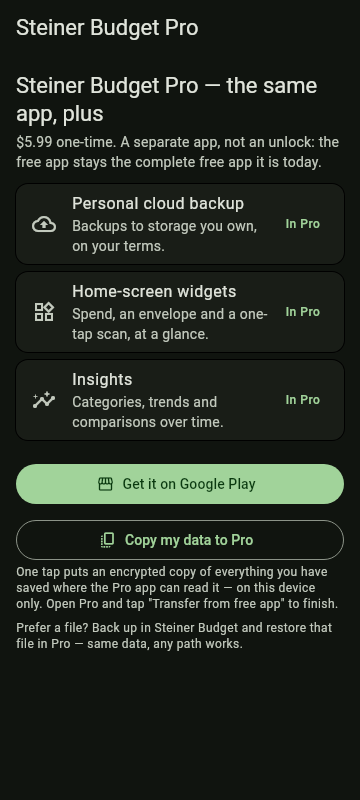 Steiner Budget Pro
Steiner Budget Pro — the same
app, plus
$5.99 one-time. A separate app, not an unlock: the
free app stays the complete free app it is today.
Personal cloud backup
Backups to storage you own,
on your terms.
In Pro
Home-screen widgets
Spend, an envelope and a one-
tap scan, at a glance.
In Pro
Insights
Categories, trends and
comparisons over time.
In Pro
Get it on Google Play
Copy my data to Pro
One tap puts an encrypted copy of everything you have
saved where the Pro app can read it — on this device
only. Open Pro and tap "Transfer from free app" to finish.
Prefer a file? Back up in Steiner Budget and restore that
file in Pro — same data, any path works.